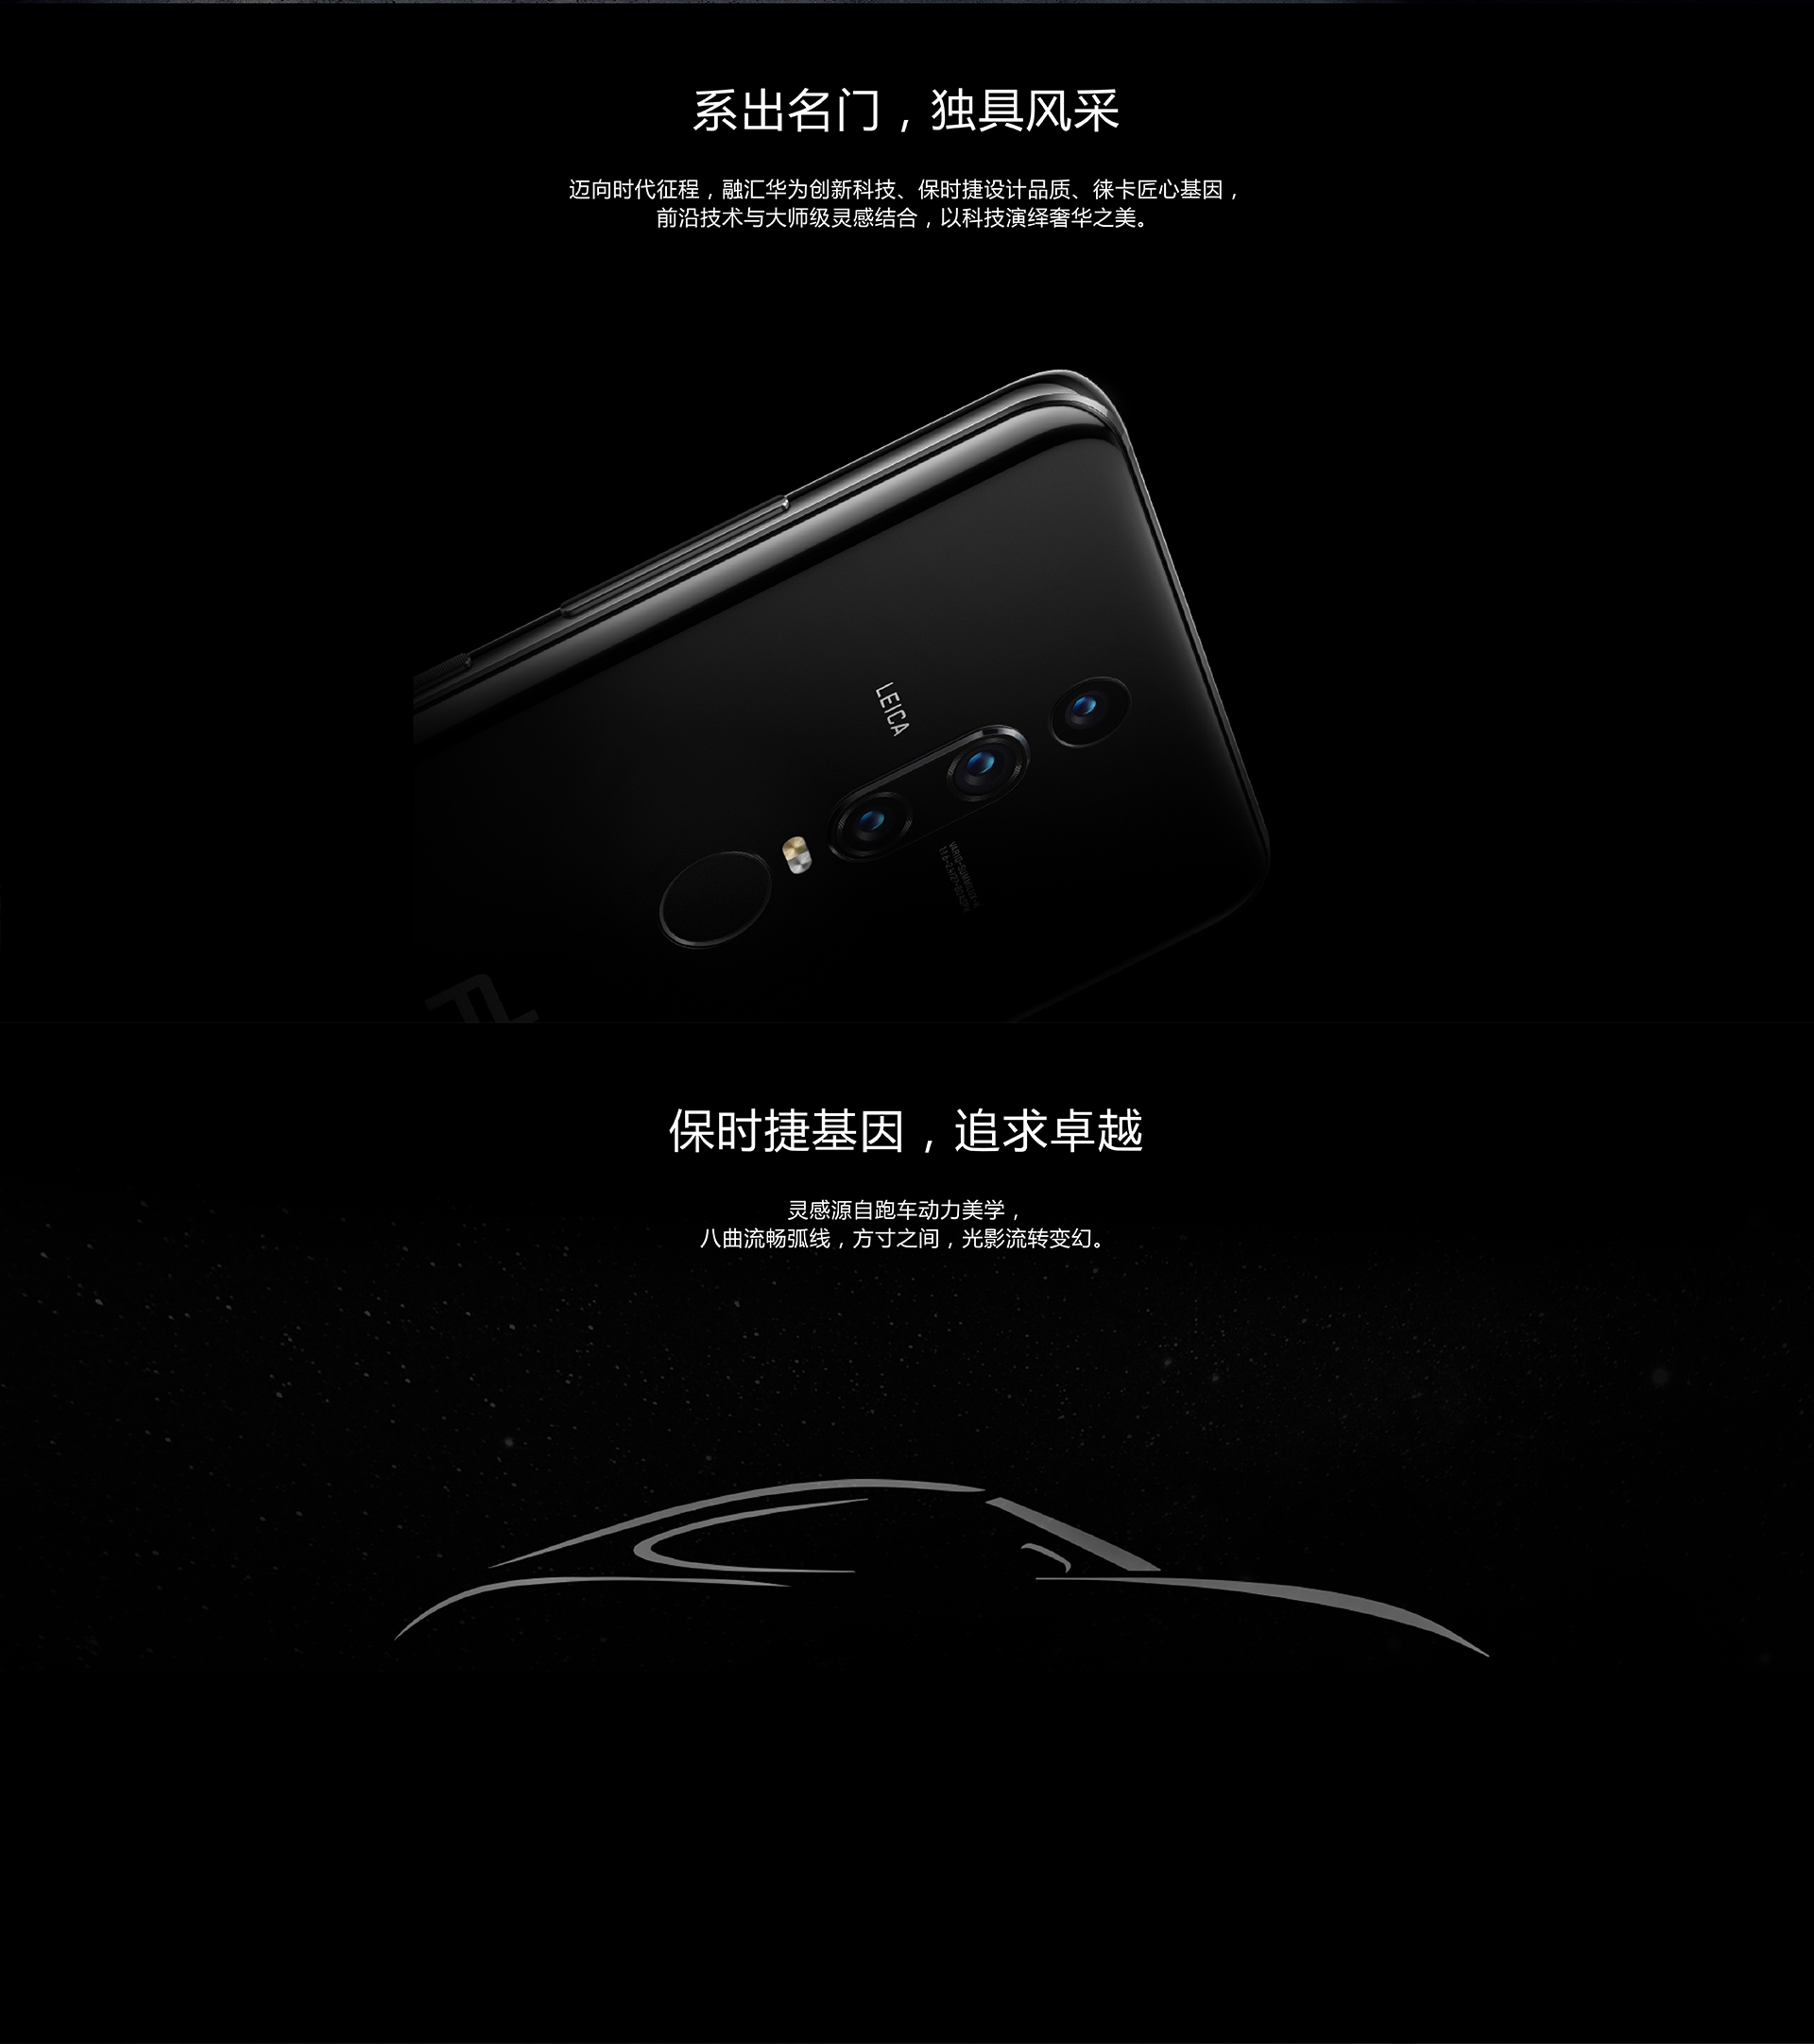 系出名门，独具风采
迈向时代征程，融汇华为创新科技、保时捷设计品质、徕卡匠心基因，
前沿技术与大师级灵感结合，以科技演绎奢华之美。
LEICA
保时捷基因，追求卓越
灵感源自跑车动力美学，
八曲流畅弧线，方寸之间，光影流转变幻。